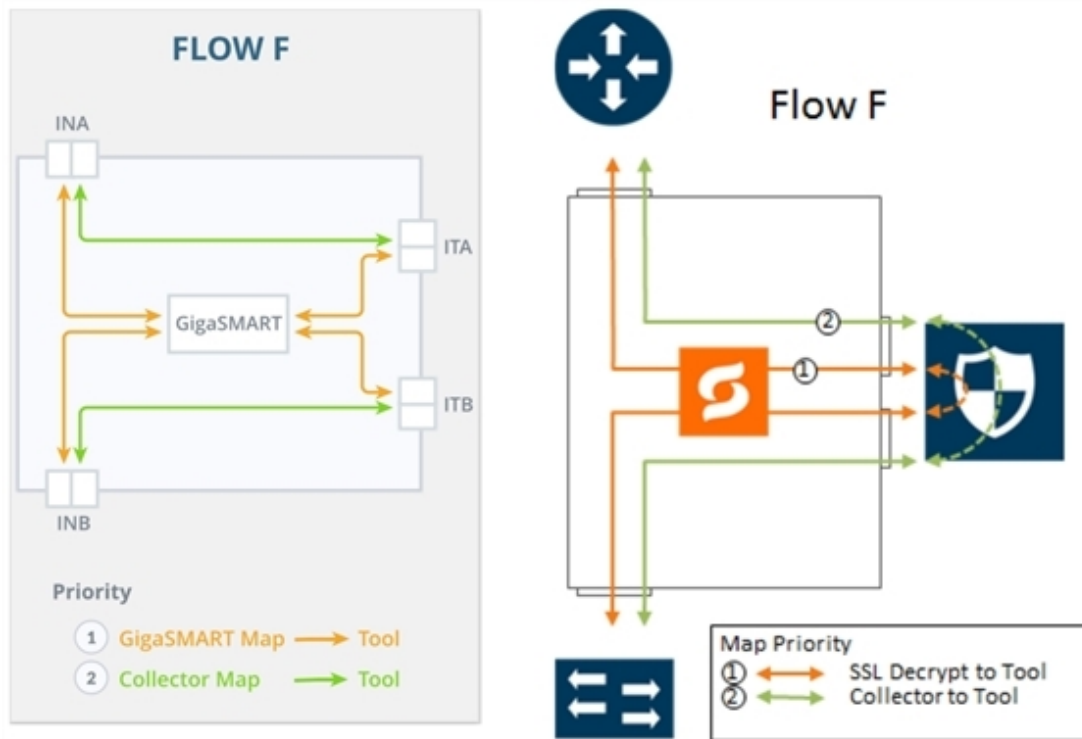 FLOW F
INA
ITA
GigaSMART
ITB
INB
Priority
1 GigaSMART Map Tool
2 Collector Map Tool
Flow F
2
1
Map Priority
1 SSL Decrypt to Tool
2 Collector to Tool